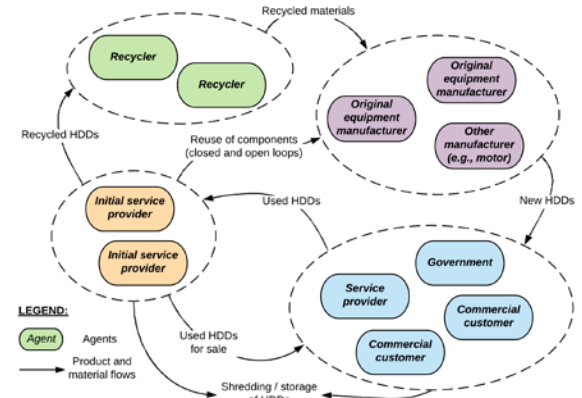 Recycled materials
Recycler
Recycler
Original
equipment
manufacturer
Original
equipment
manufacturer
Other
manufacturer
(e.g., motor)
Recycled HDDs
Reuse of components
(closed and open loops)
Initial service
provider
Initial service
provider
Used HDDs
New HDDs
Government
Service
provider
Commercial
customer
Commercial
customer
LEGEND:
Agent
Agents
Product and
material flows
Used HDDs
for sale
Shredding / storage
of HDDs